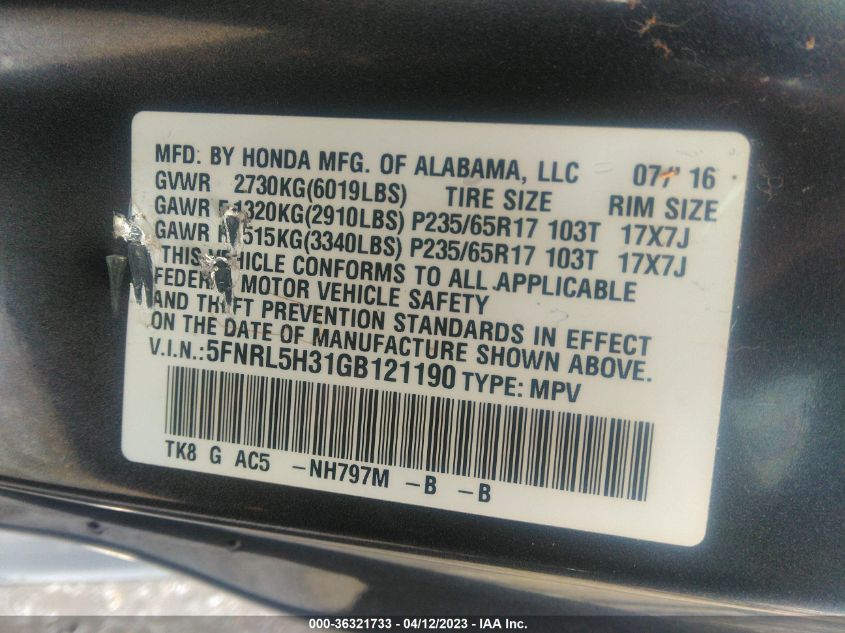 MFD. BY HONDA MFG. OF ALABAMA, LLC 07/ 16
GVWR 2730KG(6019LBS) TIRE SIZE RIM SIZE
GAWR F 1320KG(2910LBS) P235/65R17 103T 17X7J
GAWR 1515KG(3340LBS) P235/65R17 103T 17X7J
THIS VEHICLE CONFORMS TO ALL APPLICABLE
FEDERAL MOTOR VEHICLE SAFETY
AND THEFT PREVENTION STANDARDS IN EFFECT
ON THE DATE OF MANUFACTURE SHOWN ABOVE.
V.I.N.:5FNRL5H31GB121190 TYPE: MPV
TK8 G AC5 -NH797M -B -B
000-36321733 - 04/12/2023 - IAA Inc.